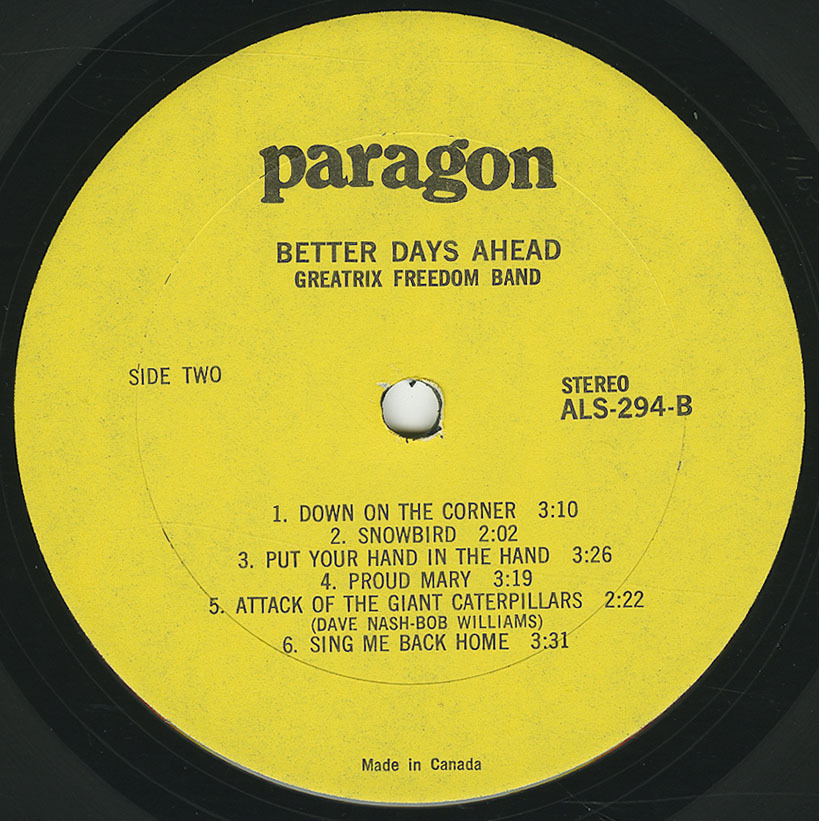 paragon
BETTER DAYS AHEAD
GREATRIX FREEDOM BAND
SIDE TWO
STEREO
ALS-294-B
1. DOWN ON THE CORNER 3:10
2. SNOWBIRD 2:02
3. PUT YOUR HAND IN THE HAND 3:26
4. PROUD MARY 3:19
5. ATTACK OF THE GIANT CATERPILLARS 2:22
(DAVE NASH-BOB WILLIAMS)
6. SING ME BACK HOME 3:31
Made in Canada